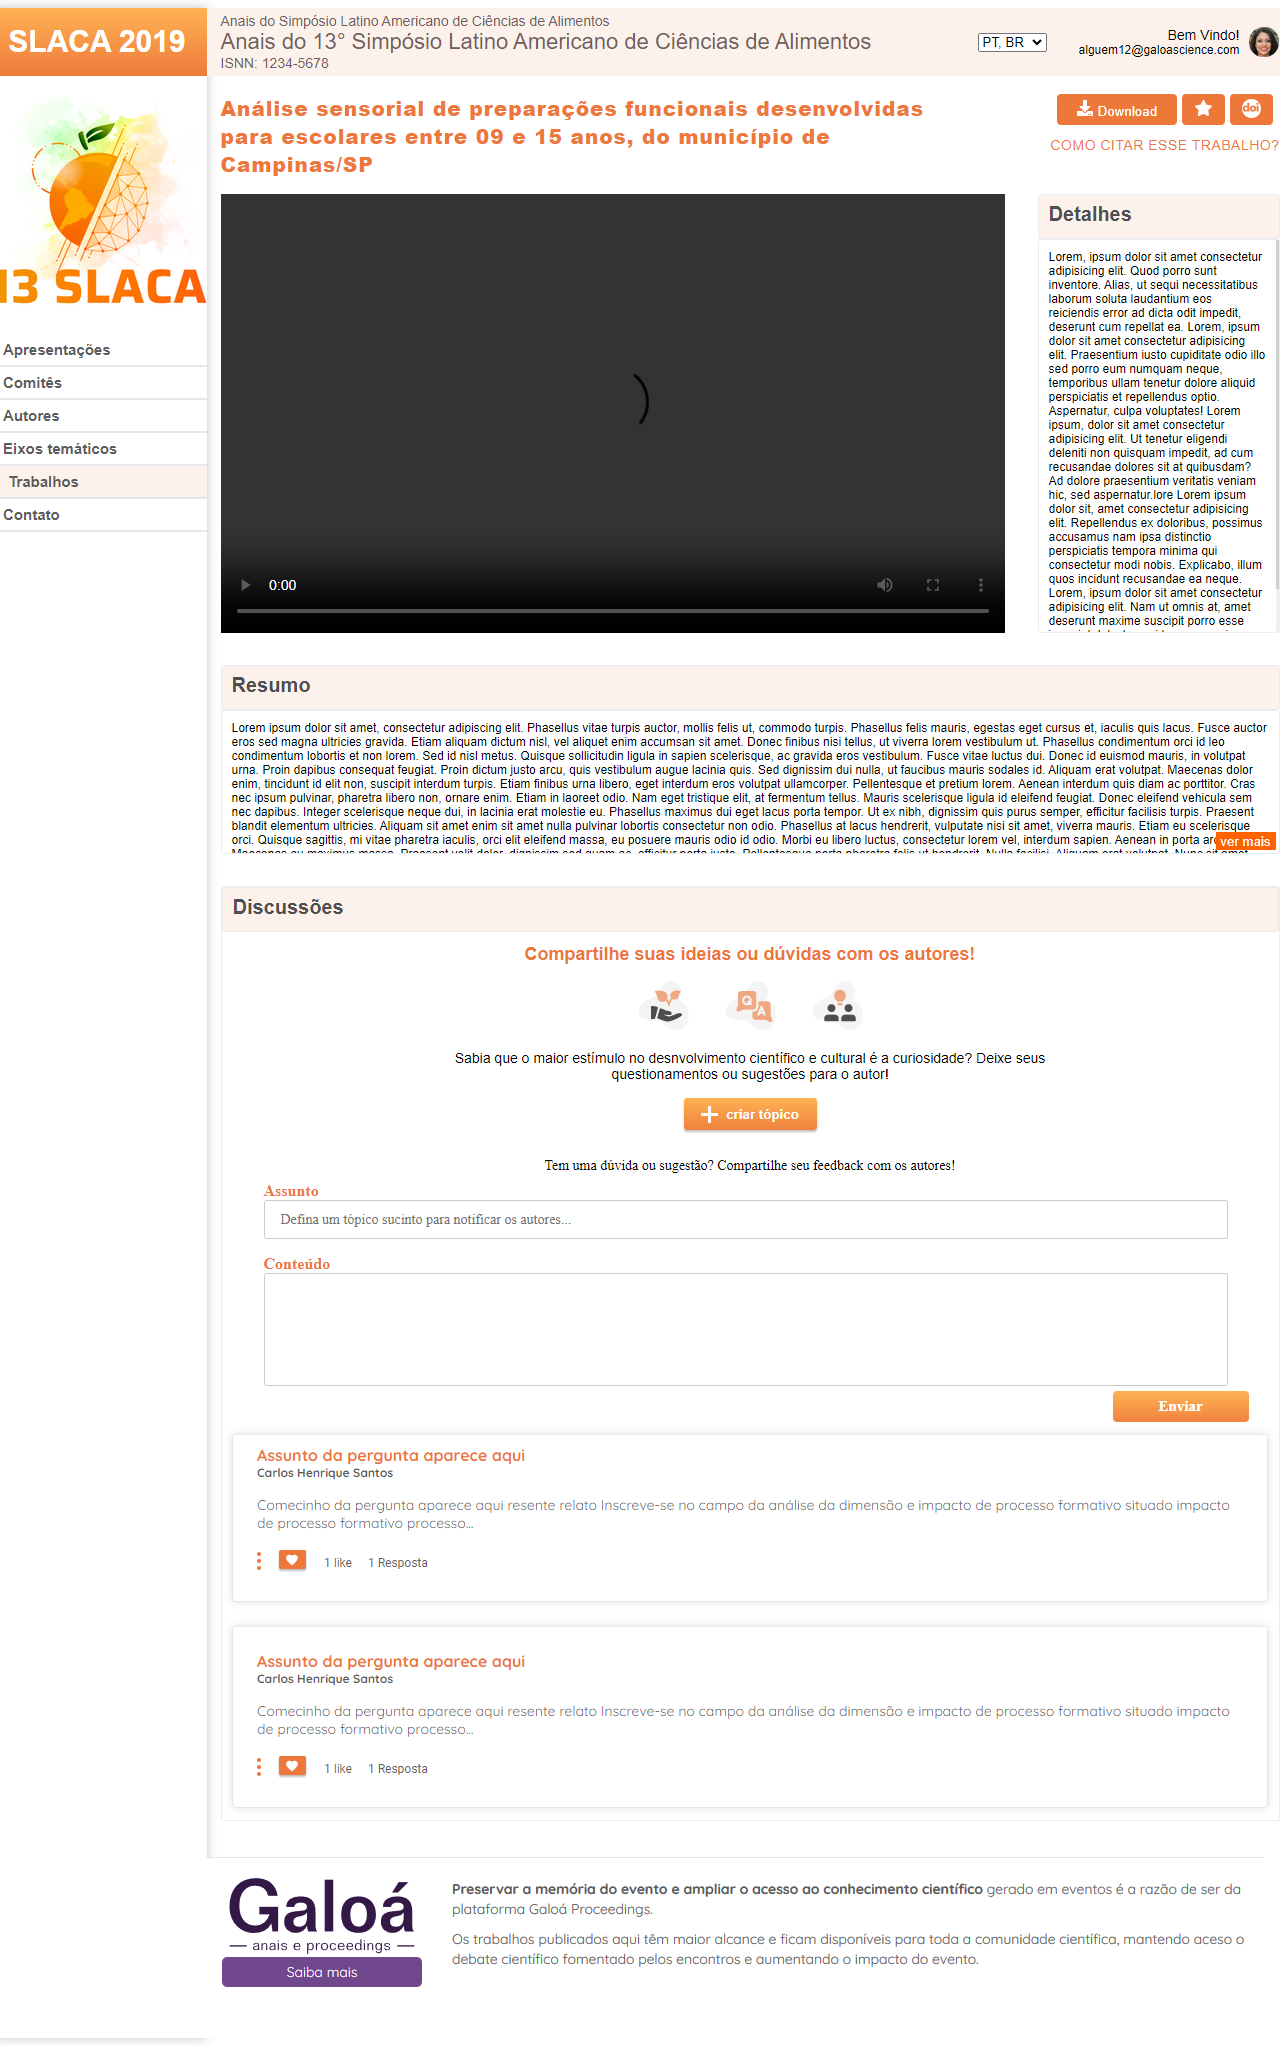 SLACA 2019
Anais do Simpósio Latino Americano de Ciências de Alimentos
Anais do 13° Simpósio Latino Americano de Ciências de Alimentos
ISNN: 1234-5678
PT, BR
Bem Vindo!
alguem12@galoascience.com
13 SLACA
Apresentações
Comitês
Autores
Eixos temáticos
Trabalhos
Contato
Análise sensorial de preparações funcionais desenvolvidas
para escolares entre 09 e 15 anos, do município de
Campinas/SP
Download
doi
COMO CITAR ESSE TRABALHO?
0:00
Detalhes
Lorem, ipsum dolor sit amet consectetur
adipisicing elit. Quod porro sunt
inventore. Alias, ut sequi necessitatibus
laborum soluta laudantium eos
reiciendis error ad dicta odit impedit,
deserunt cum repellat ea. Lorem, ipsum
dolor sit amet consectetur adipisicing
elit. Praesentium iusto cupiditate odio illo
sed porro eum numquam neque,
temporibus ullam tenetur dolore aliquid
perspiciatis et repellendus optio.
Aspernatur, culpa voluptates! Lorem
ipsum, dolor sit amet consectetur
adipisicing elit. Ut tenetur eligendi
deleniti non quisquam impedit, ad cum
recusandae dolores sit at quibusdam?
Ad dolore praesentium veritatis veniam
hic, sed aspernatur.lore Lorem ipsum
dolor sit, amet consectetur adipisicing
elit. Repellendus ex doloribus, possimus
accusamus nam ipsa distinctio
perspiciatis tempora minima qui
consectetur modi nobis. Explicabo, illum
quos incidunt recusandae ea neque.
Lorem, ipsum dolor sit amet consectetur
adipisicing elit. Nam ut omnis at, amet
deserunt maxime suscipit porro esse
Resumo
Lorem ipsum dolor sit amet, consectetur adipiscing elit. Phasellus vitae turpis auctor, mollis felis ut, commodo turpis. Phasellus felis mauris, egestas eget cursus et, iaculis quis lacus. Fusce auctor
eros sed magna ultricies gravida. Etiam aliquam dictum nisl, vel aliquet enim accumsan sit amet. Donec finibus nisi tellus, ut viverra lorem vestibulum ut. Phasellus condimentum orci id leo
condimentum lobortis et non lorem. Sed id nisl metus. Quisque sollicitudin ligula in sapien scelerisque, ac gravida eros vestibulum. Fusce vitae luctus dui. Donec id euismod mauris, in volutpat
urna. Proin dapibus consequat feugiat. Proin dictum justo arcu, quis vestibulum augue lacinia quis. Sed dignissim dui nulla, ut faucibus mauris sodales id. Aliquam erat volutpat. Maecenas dolor
enim, tincidunt id elit non, suscipit interdum turpis. Etiam finibus urna libero, eget interdum eros volutpat ullamcorper. Pellentesque et pretium lorem. Aenean interdum quis diam ac porttitor. Cras
nec ipsum pulvinar, pharetra libero non, ornare enim. Etiam in laoreet odio. Nam eget tristique elit, at fermentum tellus. Mauris scelerisque ligula id eleifend feugiat. Donec eleifend vehicula sem
nec dapibus. Integer scelerisque neque dui, in lacinia erat molestie eu. Phasellus maximus dui eget lacus porta tempor. Ut ex nibh, dignissim quis purus semper, efficitur facilisis turpis. Praesent
blandit elementum ultricies. Aliquam sit amet enim sit amet nulla pulvinar lobortis consectetur non odio. Phasellus at lacus hendrerit, vulputate nisi sit amet, viverra mauris. Etiam eu scelerisque
orci. Quisque sagittis, mi vitae pharetra iaculis, orci elit eleifend massa, eu posuere mauris odio id odio. Morbi eu libero luctus, consectetur lorem vel, interdum sapien. Aenean in porta
ver mais
Discussões
Compartilhe suas ideias ou dúvidas com os autores!
Q
A
Sabia que o maior estímulo no desnvolvimento científico e cultural é a curiosidade? Deixe seus
questionamentos ou sugestões para o autor!
criar tópico
Tem uma dúvida ou sugestão? Compartilhe seu feedback com os autores!
Assunto
Defina um tópico sucinto para notificar os autores...
Conteúdo
Enviar
Assunto da pergunta aparece aqui
Carlos Henrique Santos
Comecinho da pergunta aparece aqui resente relato Inscreve-se no campo da análise da dimensão e impacto de processo formativo situado impacto
de processo formativo processo...
1 like 1 Resposta
Assunto da pergunta aparece aqui
Carlos Henrique Santos
Comecinho da pergunta aparece aqui resente relato Inscreve-se no campo da análise da dimensão e impacto de processo formativo situado impacto
de processo formativo processo...
1 like 1 Resposta
Galoá
anais e proceedings
Saiba mais
Preservar a memória do evento e ampliar o acesso ao conhecimento científico gerado em eventos é a razão de ser da
plataforma Galoá Proceedings.
Os trabalhos publicados aqui têm maior alcance e ficam disponíveis para toda a comunidade científica, mantendo aceso o
debate científico fomentado pelos encontros e aumentando o impacto do evento.